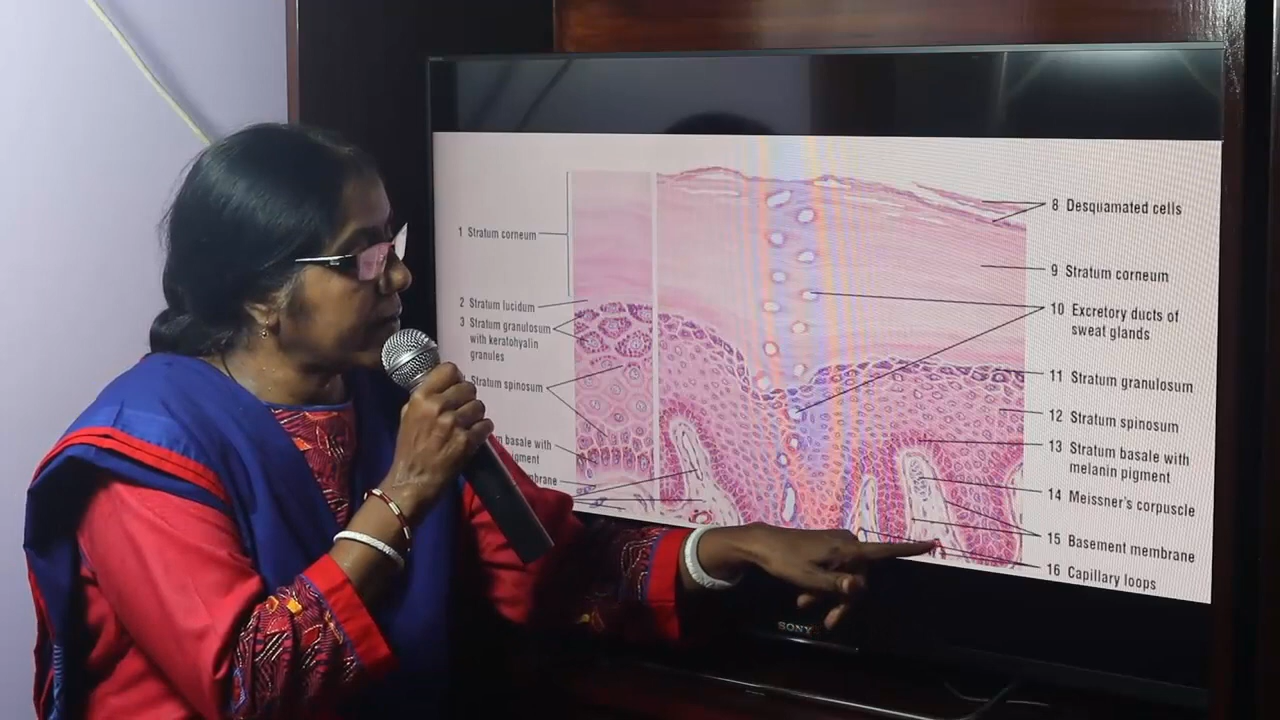 1 Stratum corneum
2 Stratum lucidum
3 Stratum granulosum
with keratohyalin
granules
Stratum spinosum
basale with
8 Desquamated cells
9 Stratum corneum
10 Excretory ducts of
sweat glands
11 Stratum granulosum
12 Stratum spinosum
13 Stratum basale with
melanin pigment
14 Meissner's corpuscle
15 Basement membrane
16 Capillary loops
SONY